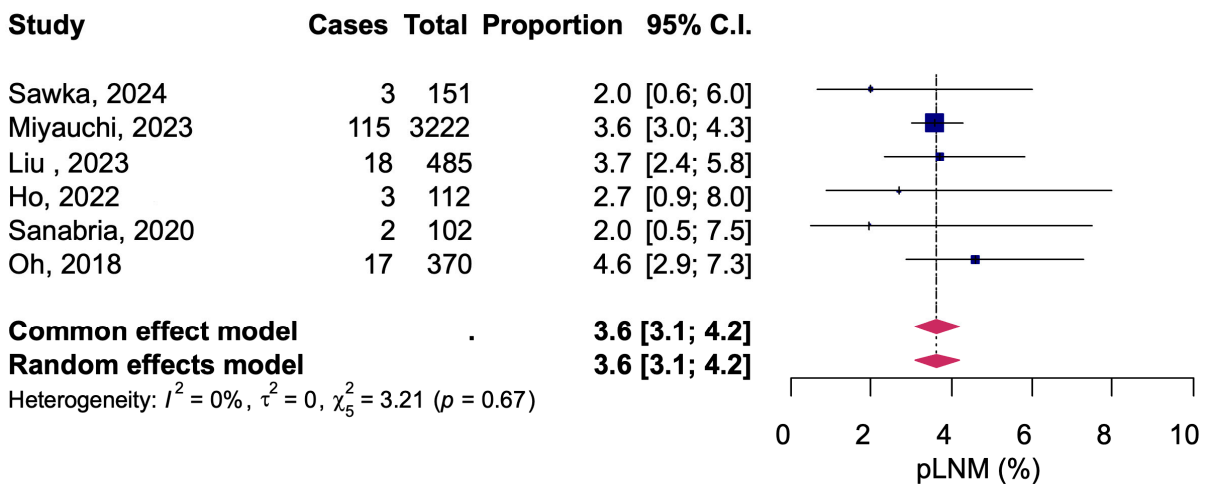 Study Cases Total Proportion 95% C.I.
Sawka, 2024 3 151 2.0 [0.6; 6.0]
Miyauchi, 2023 115 3222 3.6 [3.0; 4.3]
Liu , 2023 18 485 3.7 [2.4; 5.8]
Ho, 2022 3 112 2.7 [0.9; 8.0]
Sanabria, 2020 2 102 2.0 [0.5; 7.5]
Oh, 2018 17 370 4.6 [2.9; 7.3]
Common effect model . 3.6 [3.1; 4.2]
Random effects model 3.6 [3.1; 4.2]
Heterogeneity: I² = 0%, τ² = 0, χ²₅ = 3.21 (p = 0.67)
0 2 4 6 8 10
pLNM (%)